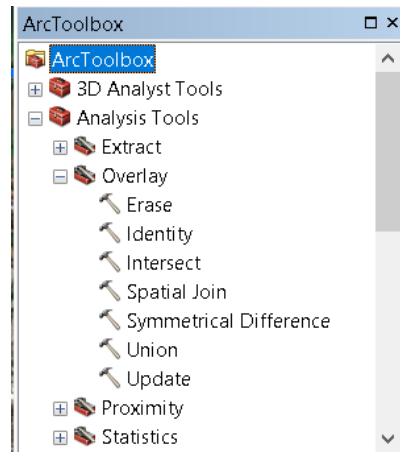 ArcToolbox
ArcToolbox
3D Analyst Tools
Analysis Tools
Extract
Overlay
Erase
Identity
Intersect
Spatial Join
Symmetrical Difference
Union
Update
Proximity
Statistics